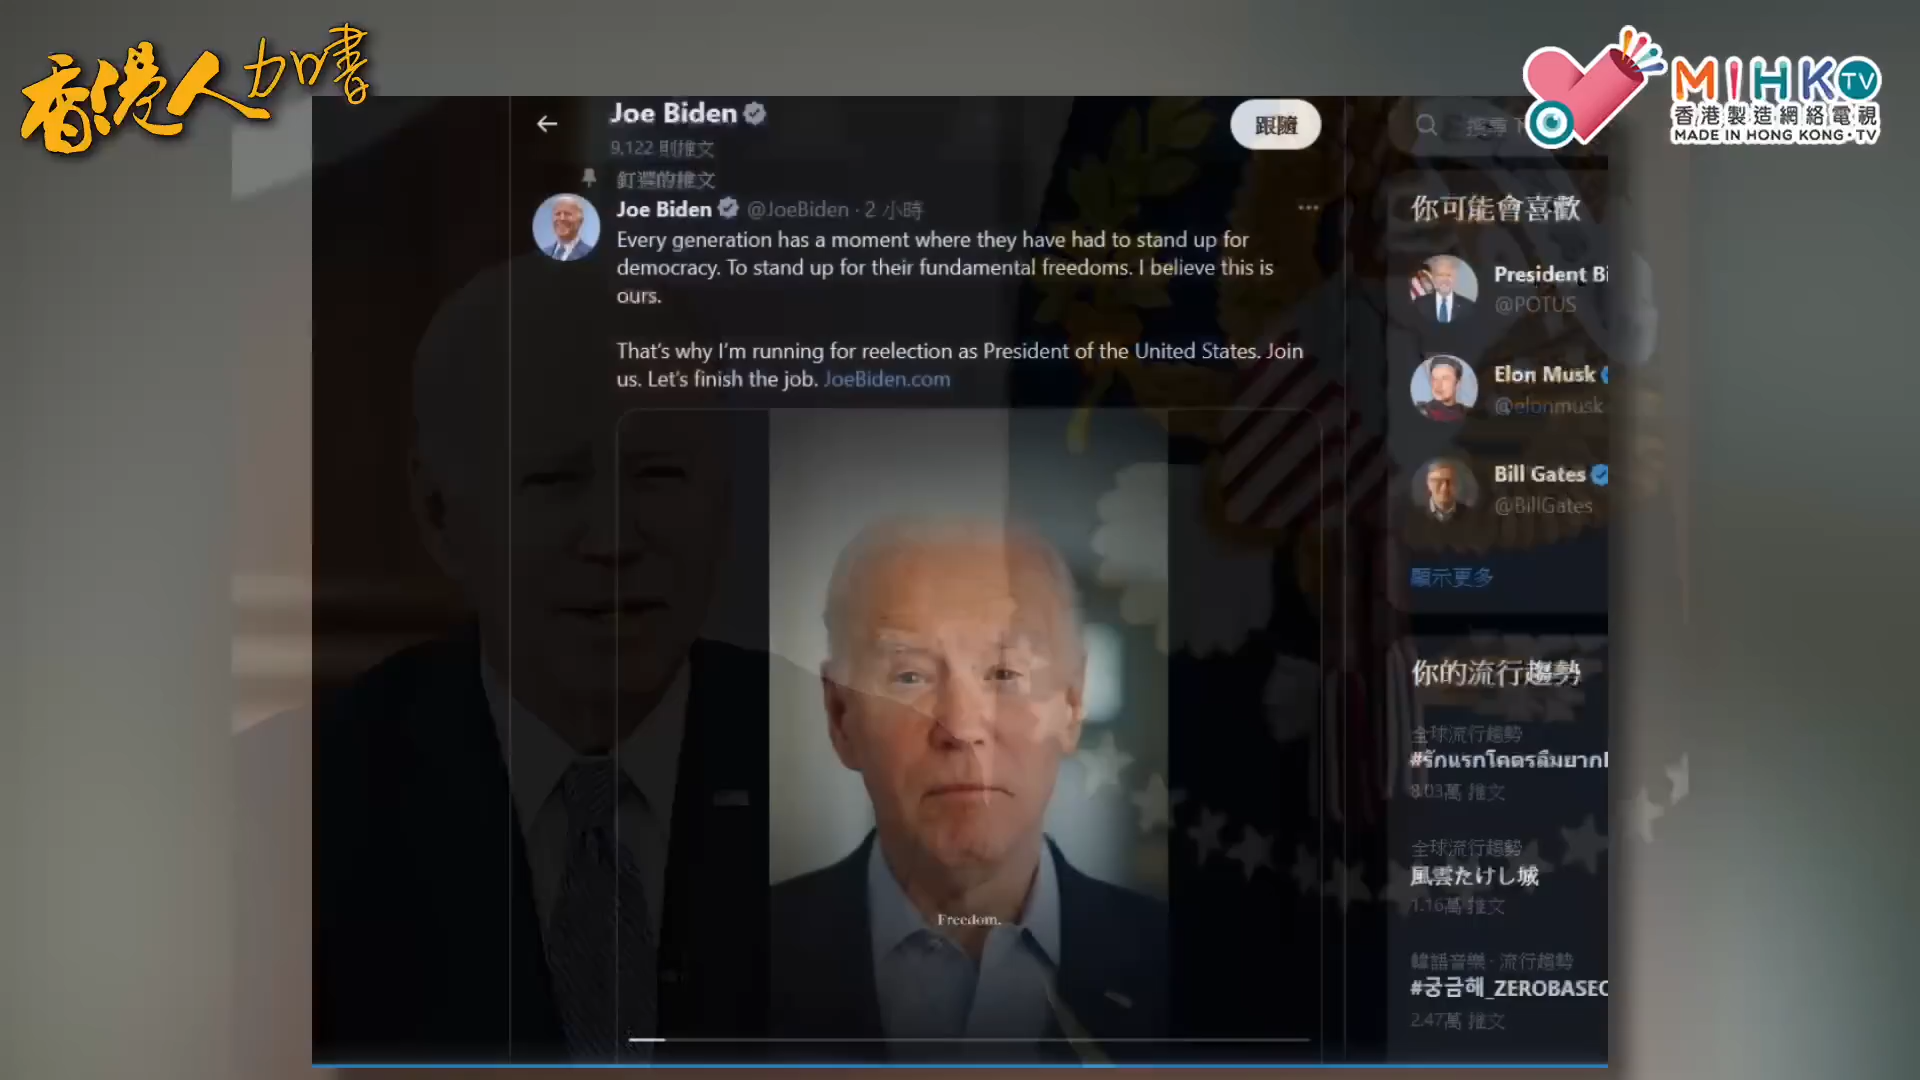 香港人加書
MIHK TV
香港製造網絡電視
MADE IN HONG KONG · TV
Joe Biden
9,122 則推文
跟隨
搜尋
釘選的推文
Joe Biden @JoeBiden · 2 小時
Every generation has a moment where they have had to stand up for
democracy. To stand up for their fundamental freedoms. I believe this is
ours.
That's why I'm running for reelection as President of the United States. Join
us. Let's finish the job. JoeBiden.com
Freedom.
你可能會喜歡
President Bi
@POTUS
Elon Musk
@elonmusk
Bill Gates
@BillGates
顯示更多
你的流行趨勢
全球流行趨勢
#รักแรกโคตรลืมยาก
8.03萬 推文
全球流行趨勢
風雲たけし城
1.16萬 推文
韓語音樂 · 流行趨勢
#궁금해_ZEROBASEO
2.47萬 推文